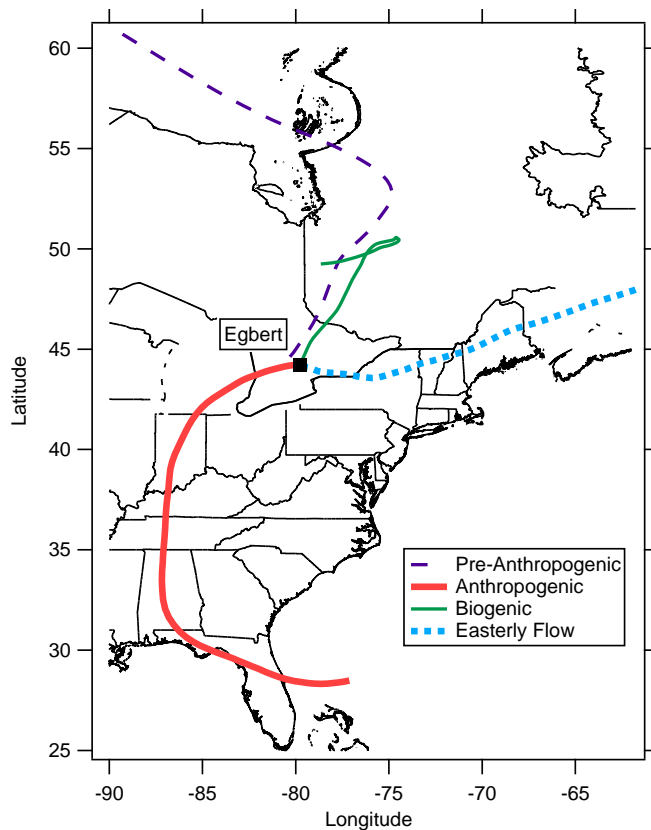 60
55
50
45
40
35
30
25
Latitude
Egbert
Pre-Anthropogenic
Anthropogenic
Biogenic
Easterly Flow
-90 -85 -80 -75 -70 -65
Longitude